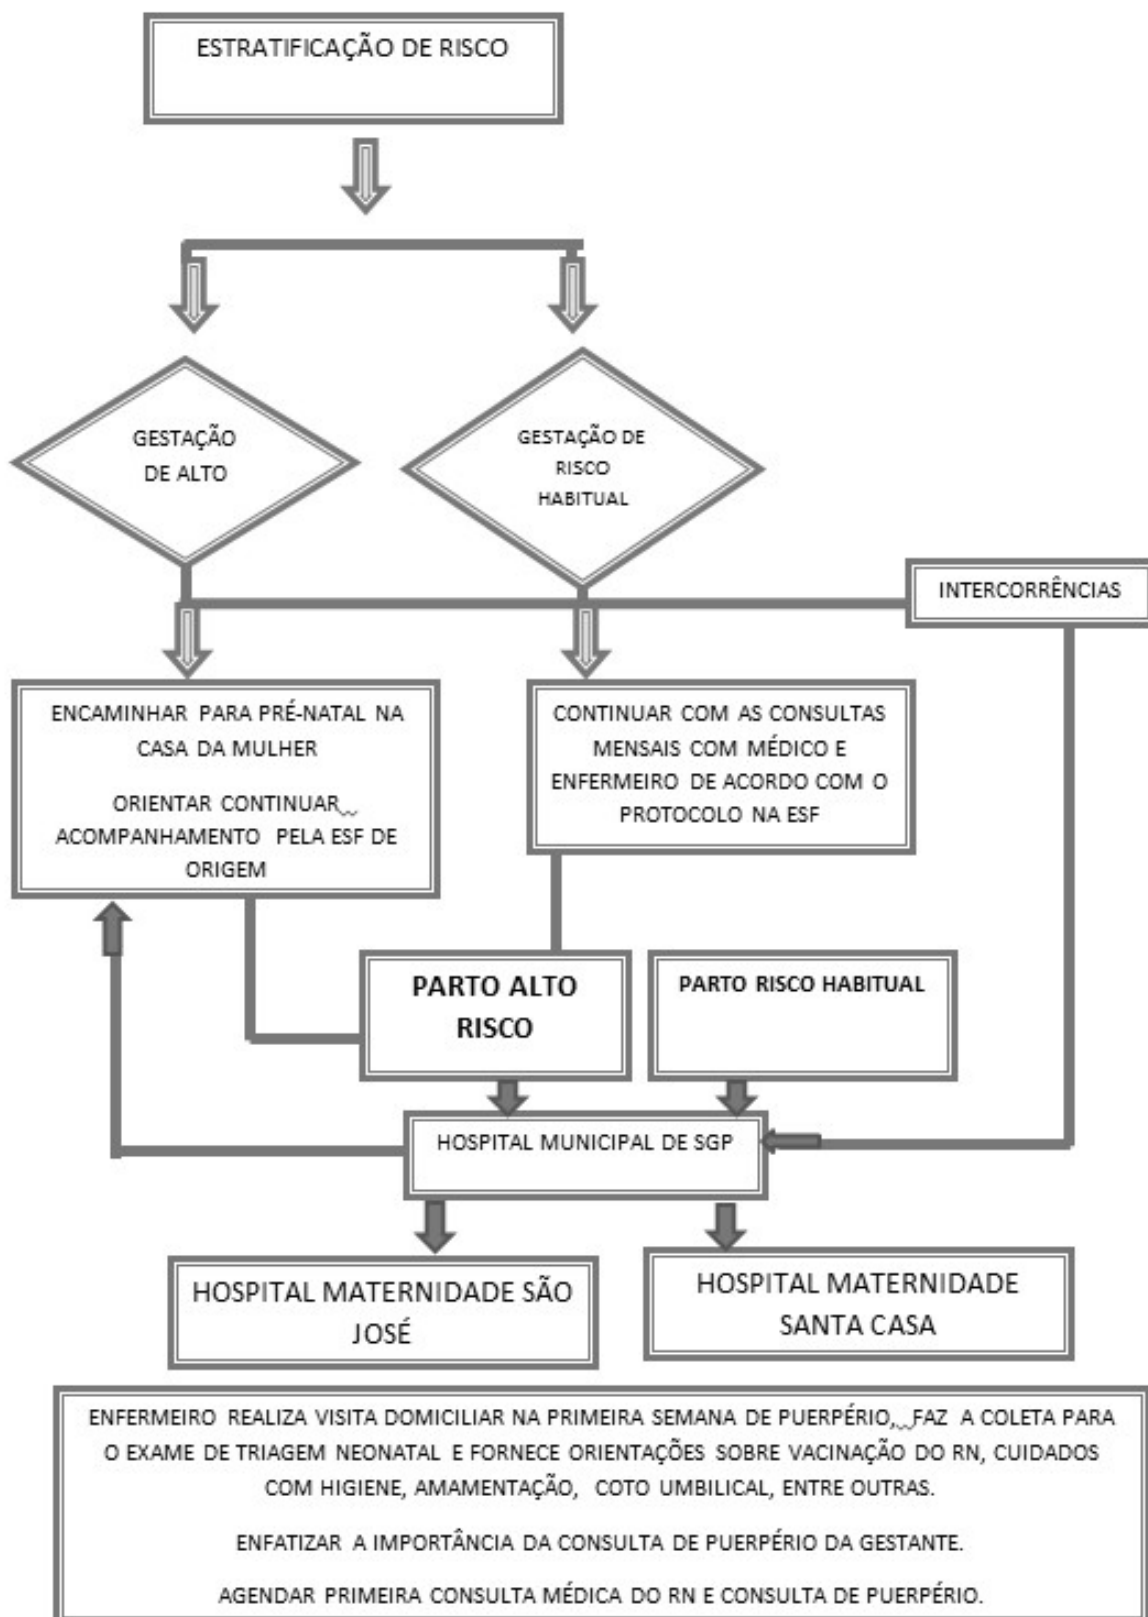 ESTRATIFICAÇÃO DE RISCO
GESTAÇÃO
DE ALTO
GESTAÇÃO DE
RISCO
HABITUAL
INTERCORRÊNCIAS
ENCAMINHAR PARA PRÉ-NATAL NA
CASA DA MULHER
ORIENTAR CONTINUAR
ACOMPANHAMENTO PELA ESF DE
ORIGEM
CONTINUAR COM AS CONSULTAS
MENSAIS COM MÉDICO E
ENFERMEIRO DE ACORDO COM O
PROTOCOLO NA ESF
PARTO ALTO
RISCO
PARTO RISCO HABITUAL
HOSPITAL MUNICIPAL DE SGP
HOSPITAL MATERNIDADE SÃO
JOSÉ
HOSPITAL MATERNIDADE
SANTA CASA
ENFERMEIRO REALIZA VISITA DOMICILIAR NA PRIMEIRA SEMANA DE PUERPÉRIO, FAZ A COLETA PARA
O EXAME DE TRIAGEM NEONATAL E FORNECE ORIENTAÇÕES SOBRE VACINAÇÃO DO RN, CUIDADOS
COM HIGIENE, AMAMENTAÇÃO, COTO UMBILICAL, ENTRE OUTRAS.
ENFATIZAR A IMPORTÂNCIA DA CONSULTA DE PUERPÉRIO DA GESTANTE.
AGENDAR PRIMEIRA CONSULTA MÉDICA DO RN E CONSULTA DE PUERPÉRIO.